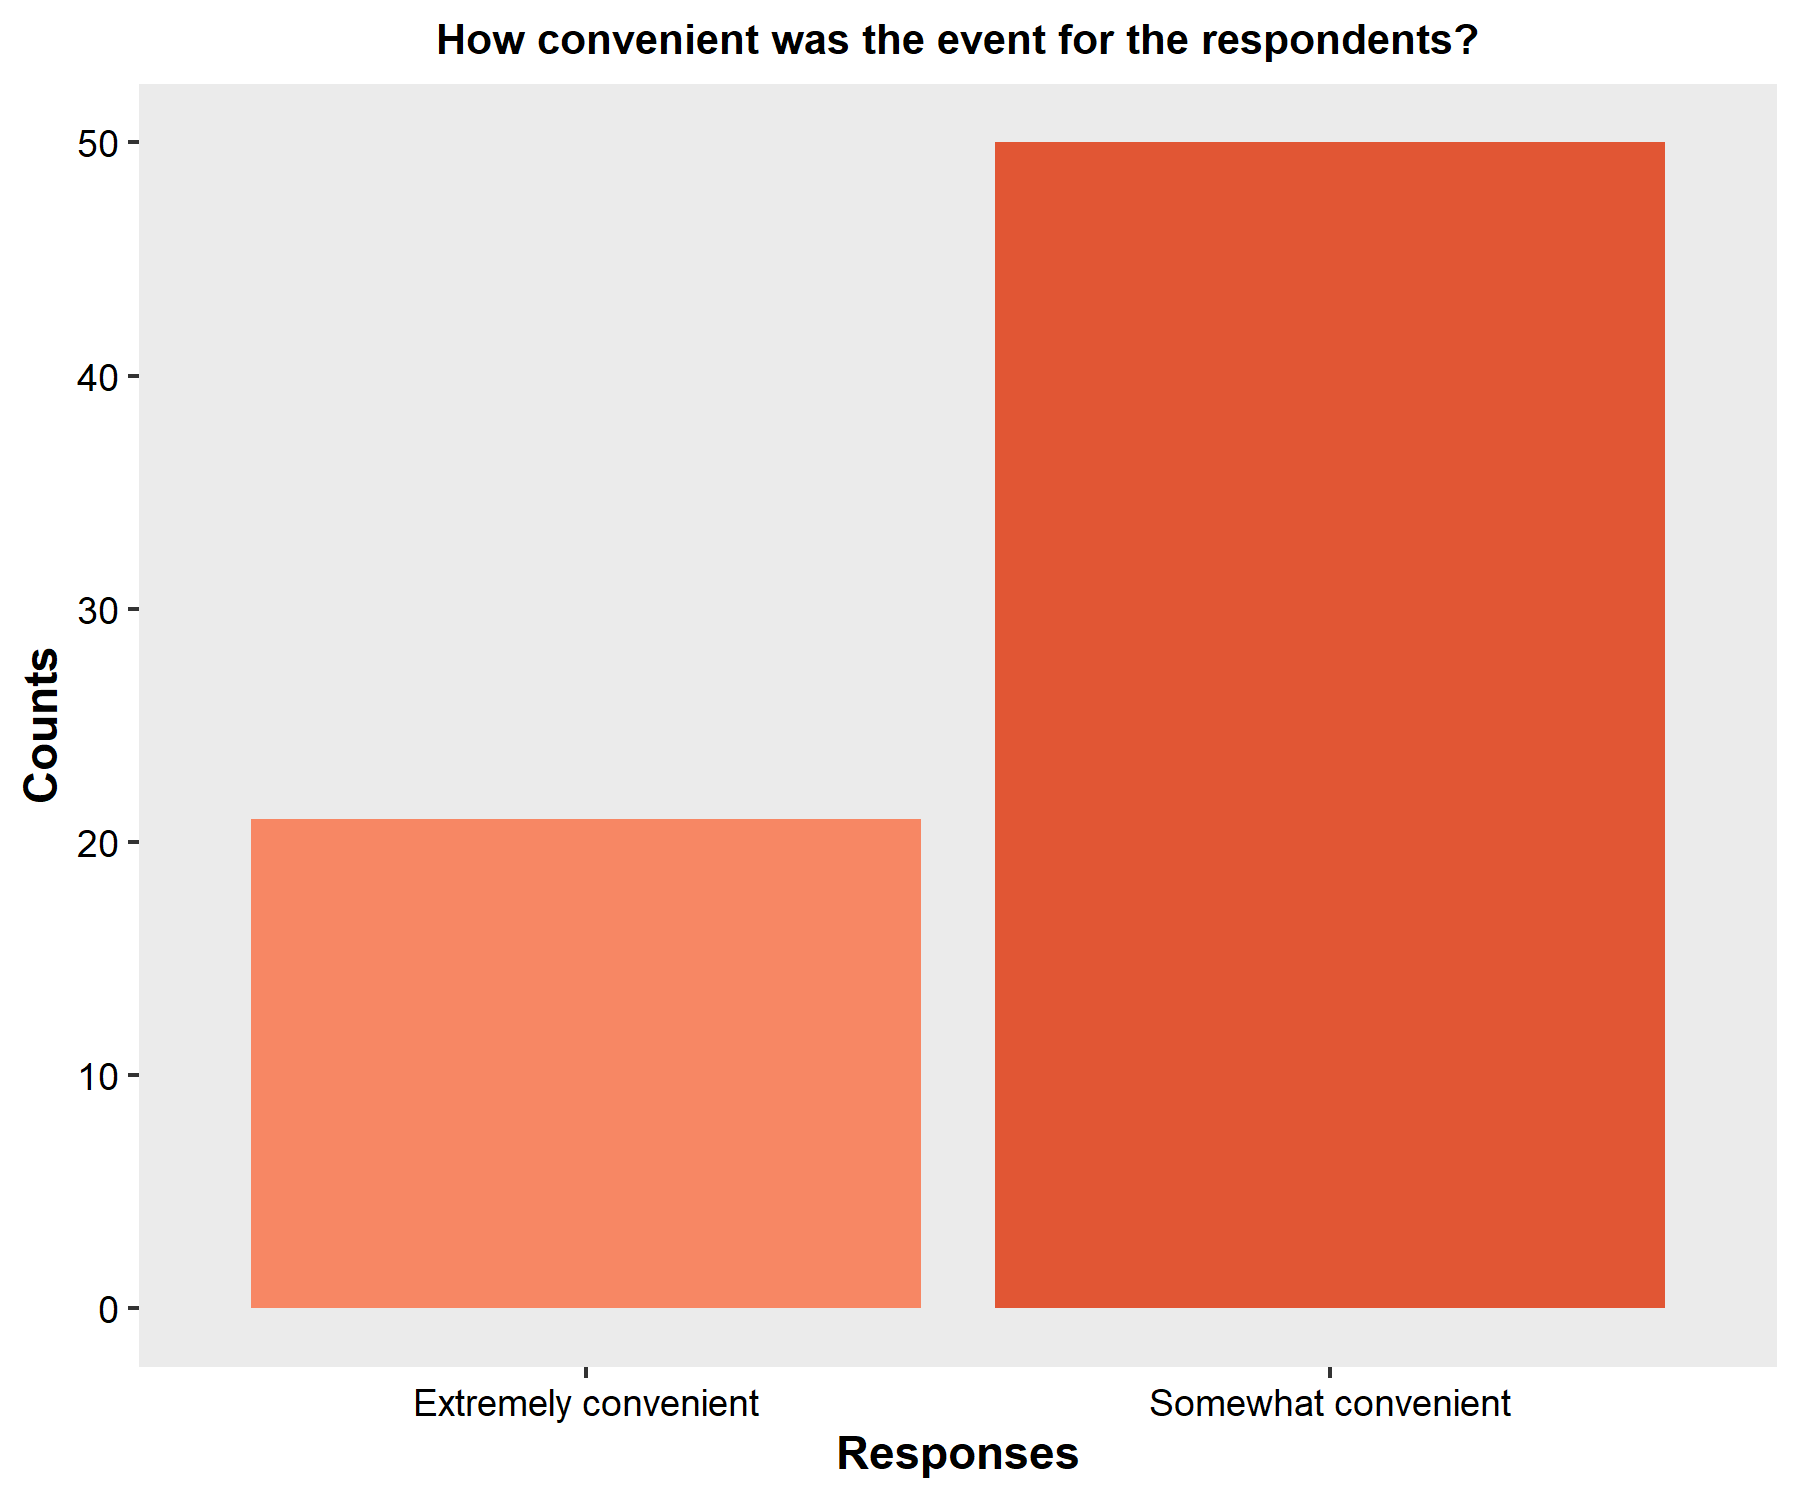 How convenient was the event for the respondents?
50
40
30
20
10
0
Counts
Extremely convenient
Somewhat convenient
Responses